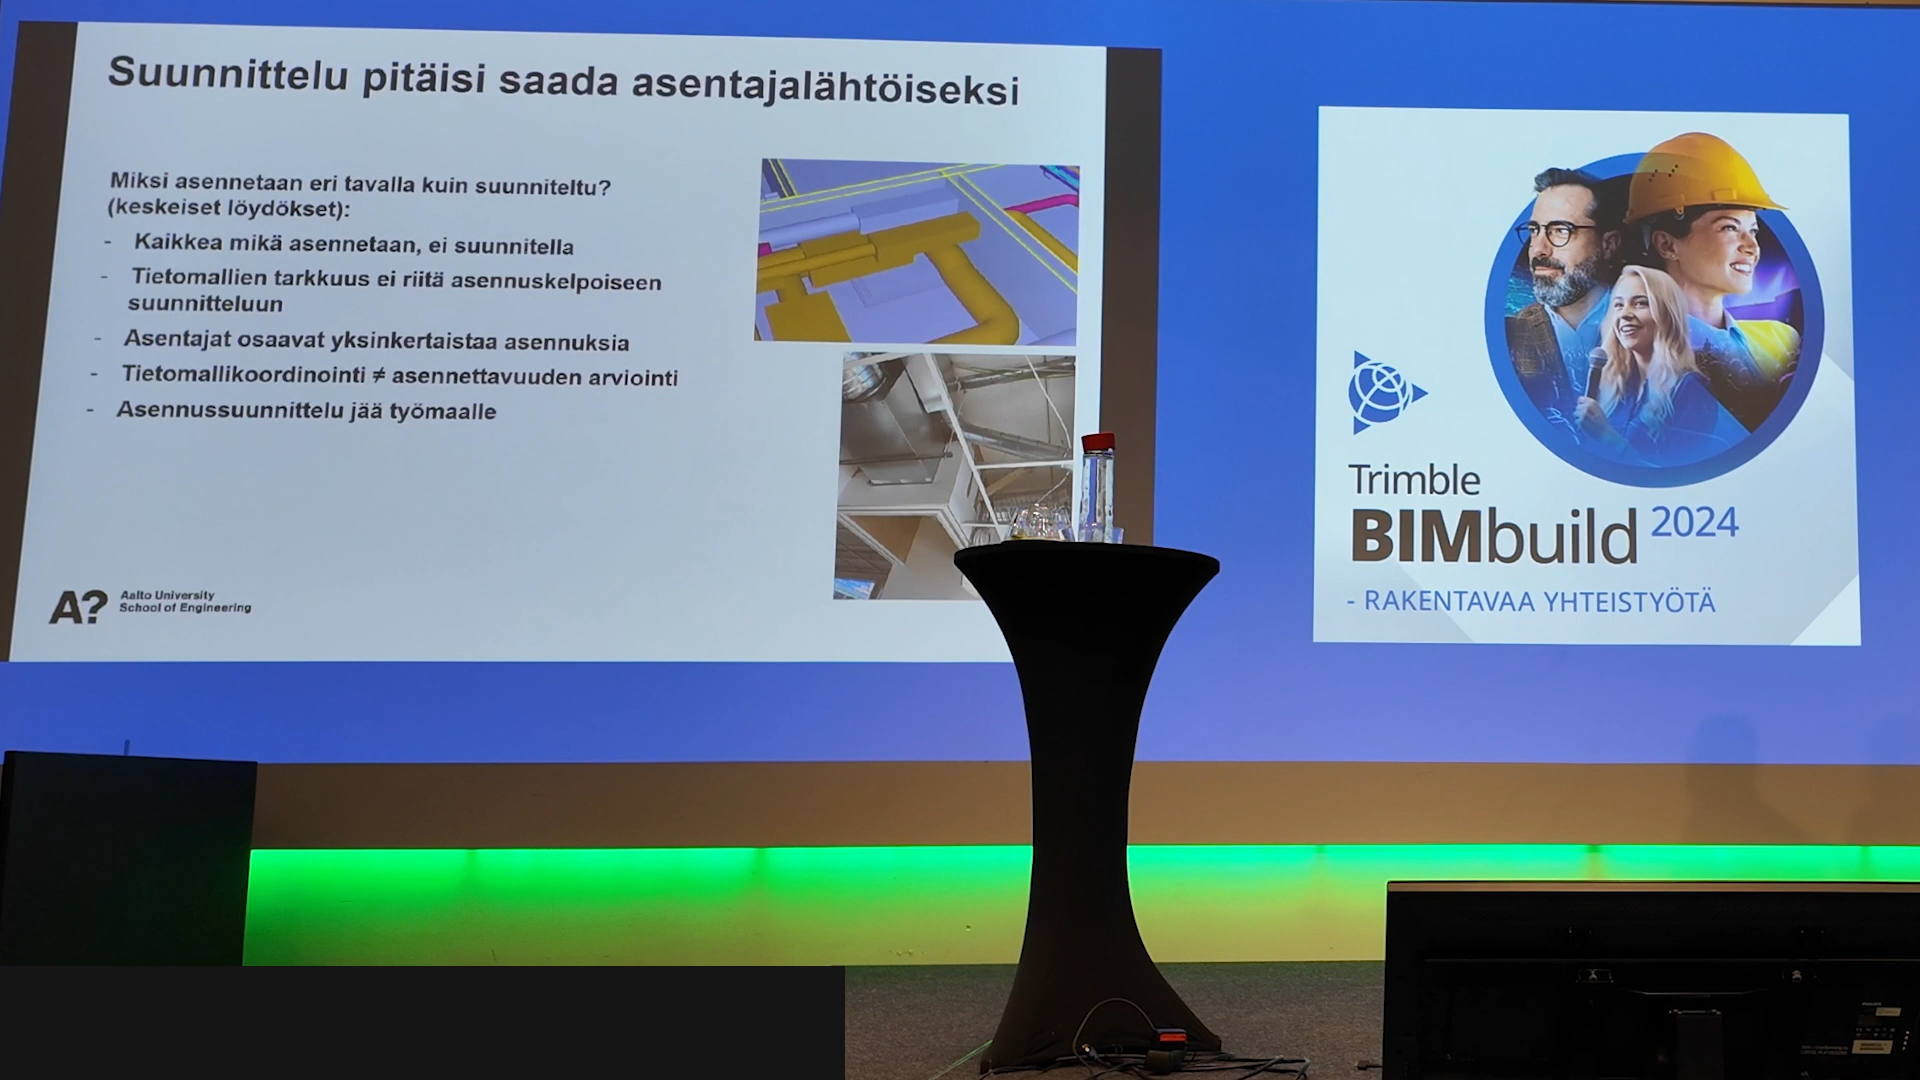 Suunnittelu pitäisi saada asentajalähtöiseksi
Miksi asennetaan eri tavalla kuin suunniteltu?
(keskeiset löydökset):
- Kaikkea mikä asennetaan, ei suunnitella
- Tietomallien tarkkuus ei riitä asennuskelpoiseen
suunnitteluun
- Asentajat osaavat yksinkertaistaa asennuksia
- Tietomallikoordinointi ≠ asennettavuuden arviointi
- Asennussuunnittelu jää työmaalle
A?
Aalto University
School of Engineering
Trimble
BIMbuild 2024
- RAKENTAVAA YHTEISTYÖTÄ